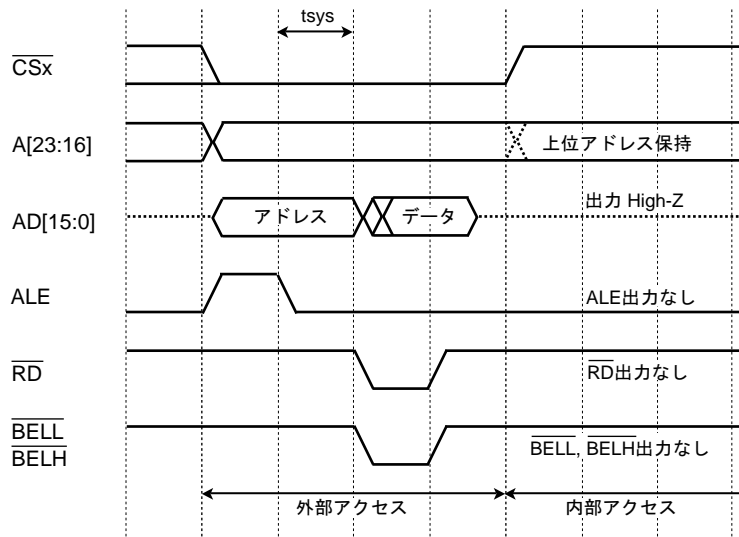 tsys
CSx
A[23:16]
上位アドレス保持
AD[15:0]
アドレス
データ
出力 High-Z
ALE
ALE出力なし
RD
RD出力なし
BELL
BELH
BELL, BELH出力なし
外部アクセス
内部アクセス